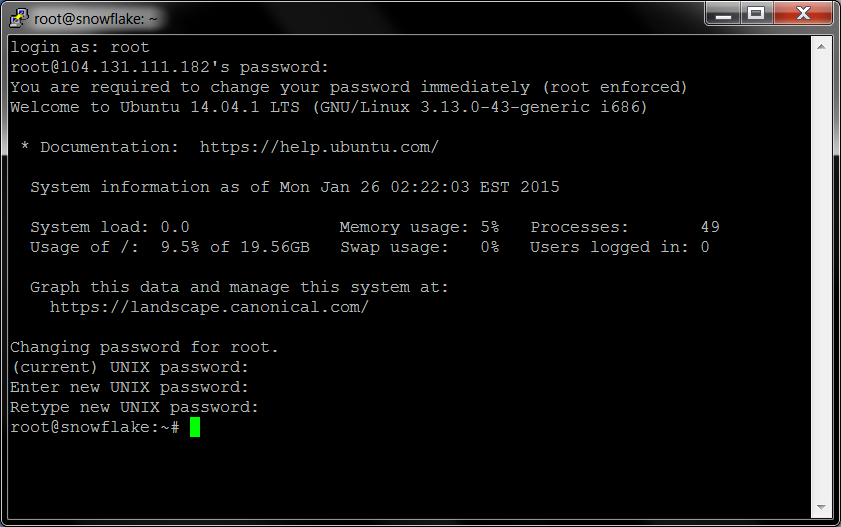 root@snowflake: ~
login as: root
root@104.131.111.182's password:
You are required to change your password immediately (root enforced)
Welcome to Ubuntu 14.04.1 LTS (GNU/Linux 3.13.0-43-generic i686)
* Documentation:  https://help.ubuntu.com/
System information as of Mon Jan 26 02:22:03 EST 2015
System load: 0.0               Memory usage: 5%   Processes:       49
Usage of /:  9.5% of 19.56GB   Swap usage:   0%   Users logged in: 0
Graph this data and manage this system at:
https://landscape.canonical.com/
Changing password for root.
(current) UNIX password:
Enter new UNIX password:
Retype new UNIX password:
root@snowflake:~#